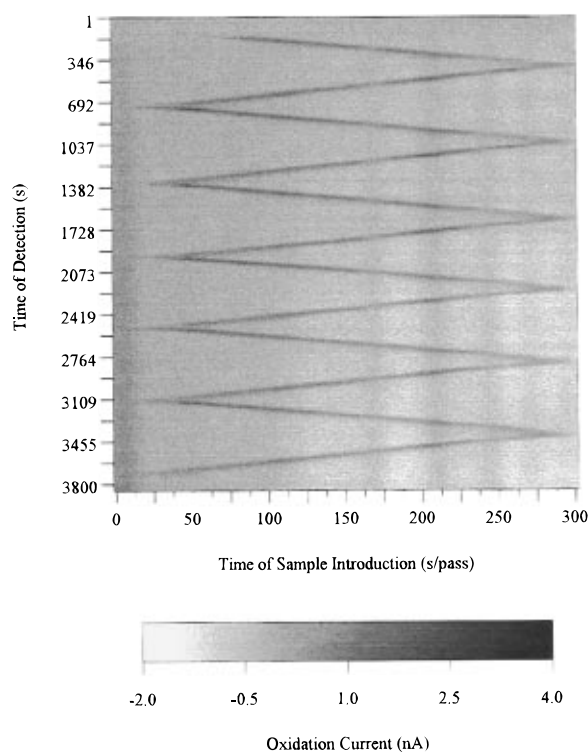 Time of Detection (s)
1
346
692
1037
1382
1728
2073
2419
2764
3109
3455
3800
0 50 100 150 200 250 300
Time of Sample Introduction (s/pass)
-2.0 -0.5 1.0 2.5 4.0
Oxidation Current (nA)